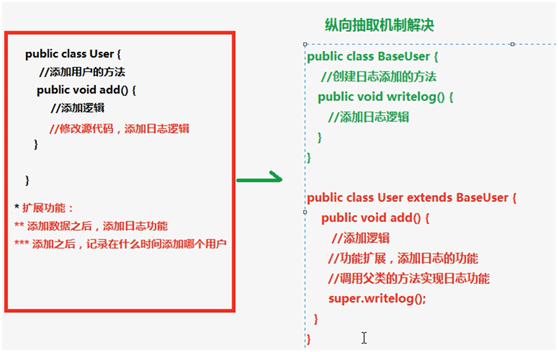 public class User {
//添加用户的方法
public void add() {
//添加逻辑
//修改源代码，添加日志逻辑
}
}
* 扩展功能：
** 添加数据之后，添加日志功能
*** 添加之后，记录在什么时间添加哪个用户
纵向抽取机制解决
public class BaseUser {
//创建日志添加的方法
public void writelog() {
//添加日志逻辑
}
}
public class User extends BaseUser {
public void add() {
//添加逻辑
//功能扩展，添加日志的功能
//调用父类的方法实现日志功能
super.writelog();
}
}